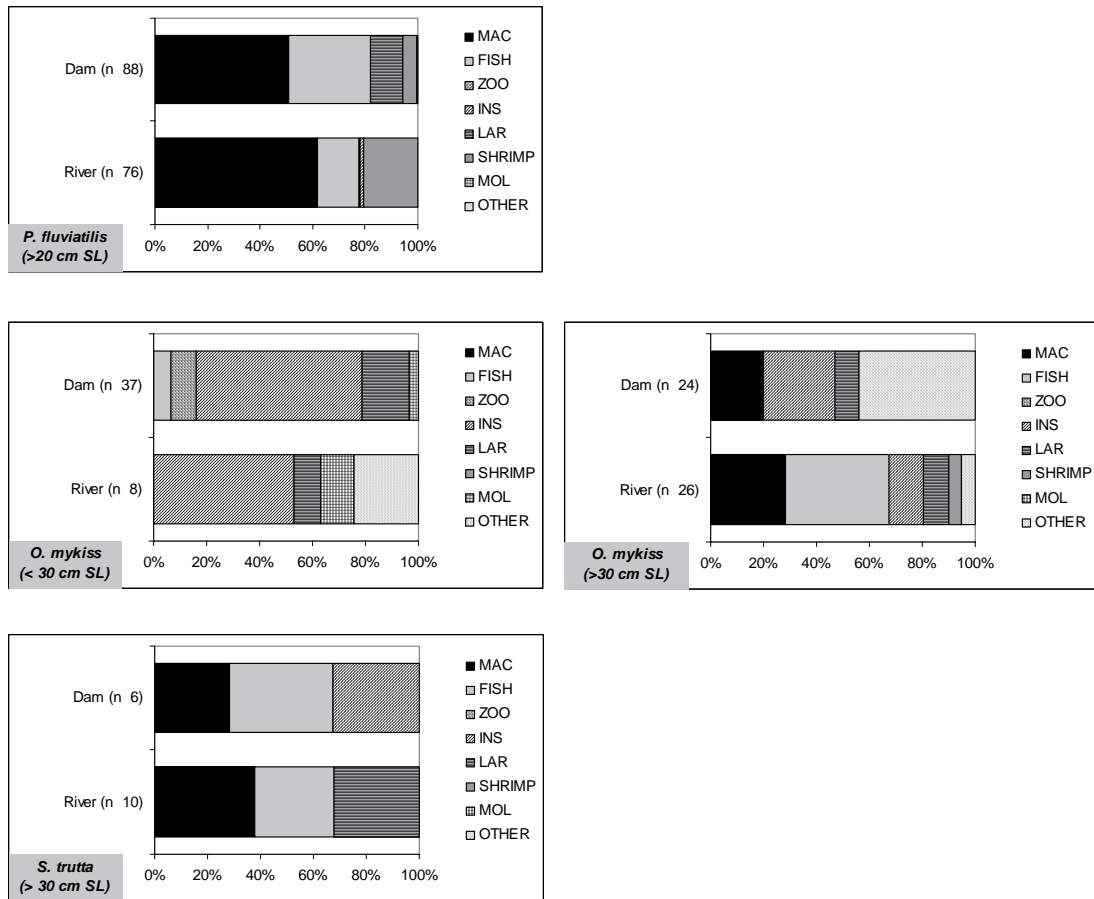 Dam (n 88)
River (n 76)
P. fluviatilis
(>20 cm SL)
0% 20% 40% 60% 80% 100%
MAC
FISH
ZOO
INS
LAR
SHRIMP
MOL
OTHER
Dam (n 37)
River (n 8)
O. mykiss
(< 30 cm SL)
0% 20% 40% 60% 80% 100%
MAC
FISH
ZOO
INS
LAR
SHRIMP
MOL
OTHER
Dam (n 24)
River (n 26)
O. mykiss
(>30 cm SL)
0% 20% 40% 60% 80% 100%
MAC
FISH
ZOO
INS
LAR
SHRIMP
MOL
OTHER
Dam (n 6)
River (n 10)
S. trutta
(> 30 cm SL)
0% 20% 40% 60% 80% 100%
MAC
FISH
ZOO
INS
LAR
SHRIMP
MOL
OTHER